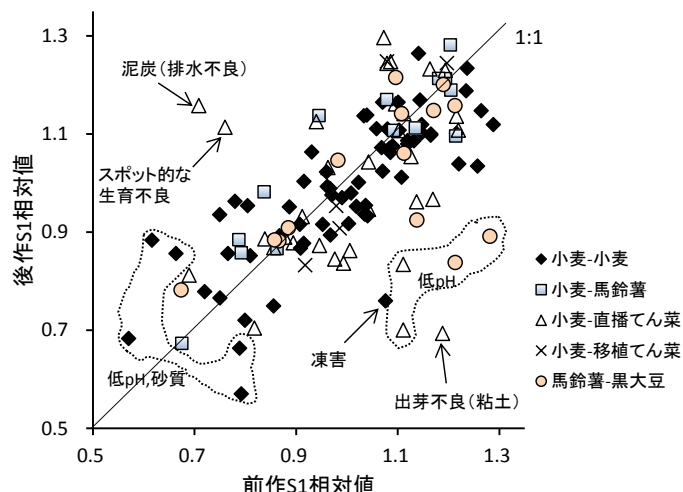 1.3
1.1
0.9
0.7
0.5
後作S1相対値
0.5
0.7
0.9
1.1
1.3
前作S1相対値
1:1
泥炭(排水不良)
スポット的な
生育不良
低pH
低pH,砂質
凍害
出芽不良(粘土)
小麦-小麦
小麦-馬鈴薯
小麦-直播てん菜
小麦-移植てん菜
馬鈴薯-黒大豆